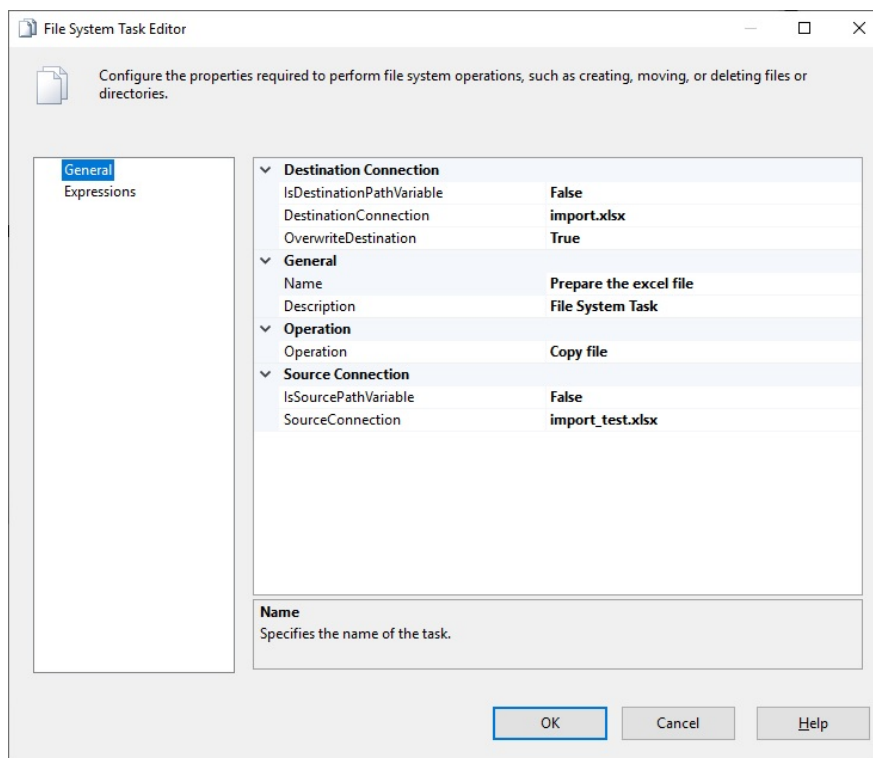 File System Task Editor
Configure the properties required to perform file system operations, such as creating, moving, or deleting files or
directories.
General
Expressions
Destination Connection
IsDestinationPathVariable False
DestinationConnection import.xlsx
OverwriteDestination True
General
Name Prepare the excel file
Description File System Task
Operation
Operation Copy file
Source Connection
IsSourcePathVariable False
SourceConnection import_test.xlsx
Name
Specifies the name of the task.
OK Cancel Help